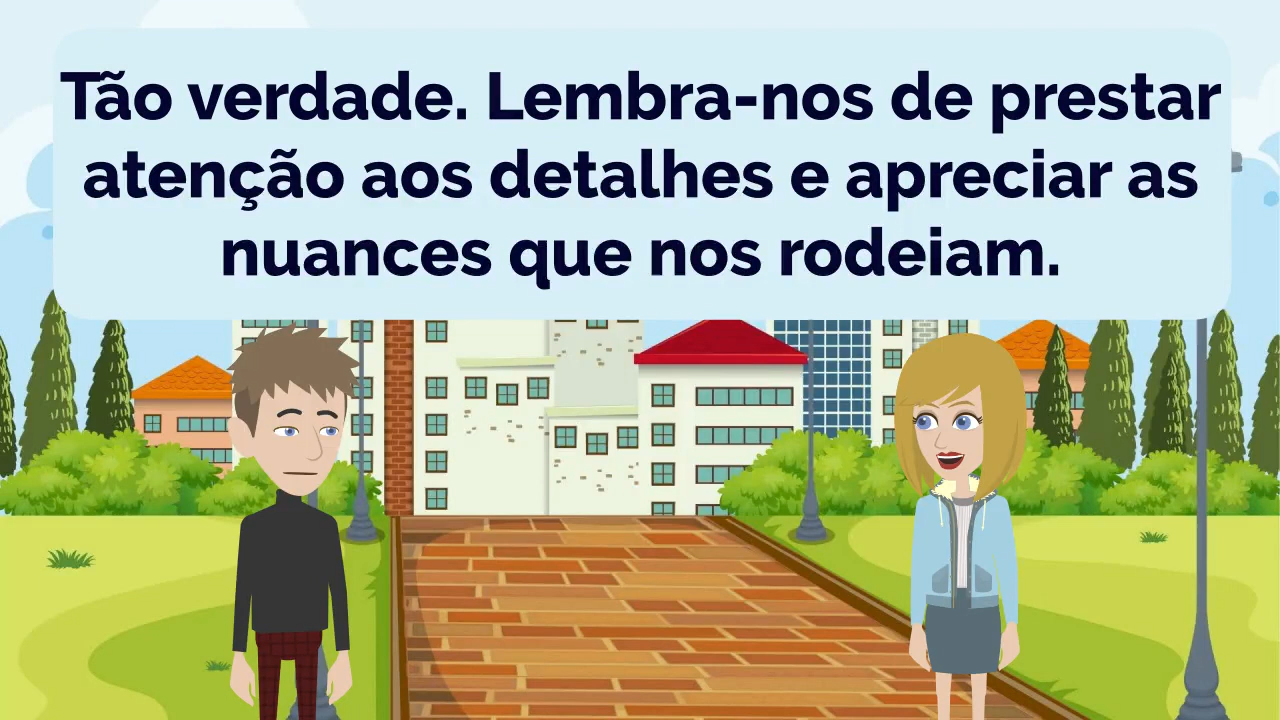 Tão verdade. Lembra-nos de prestar
atenção aos detalhes e apreciar as
nuances que nos rodeiam.